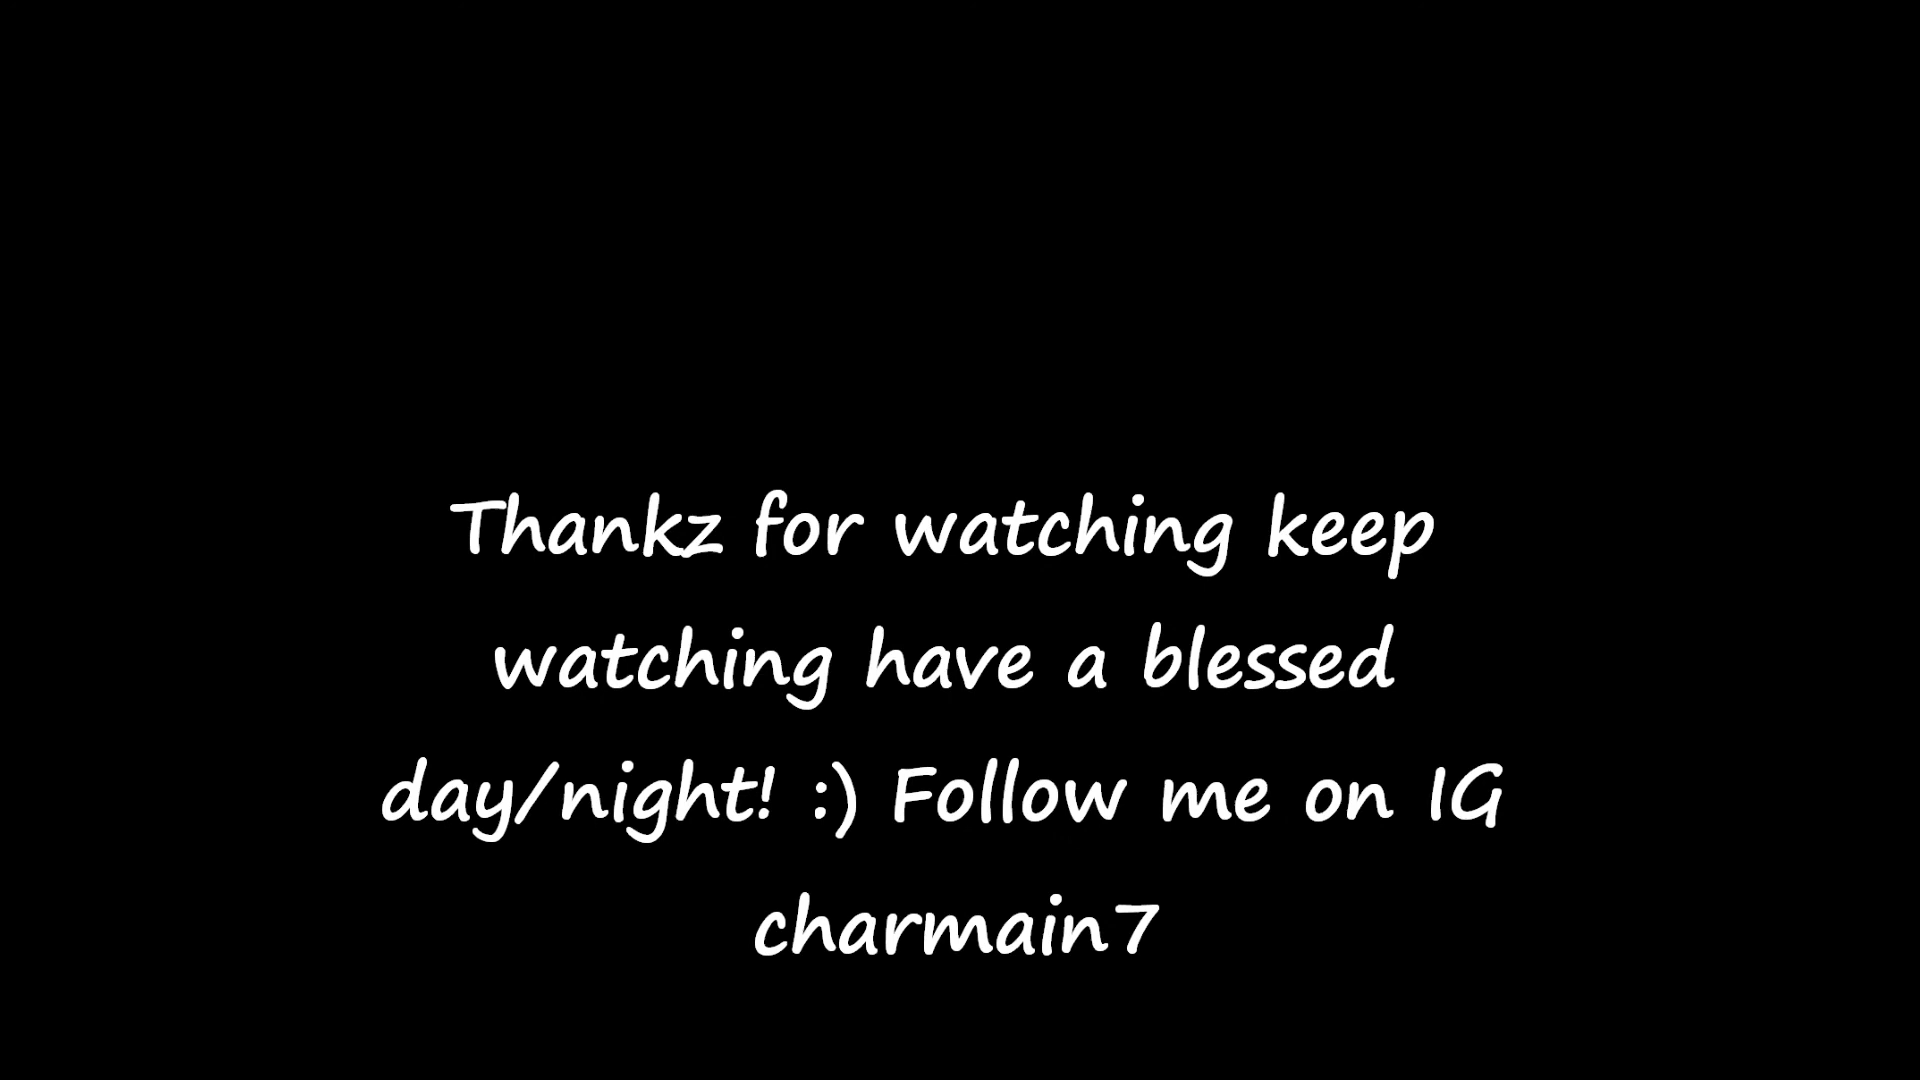 Thankz for watching keep
watching have a blessed
day/night! :) Follow me on IG
charmain7